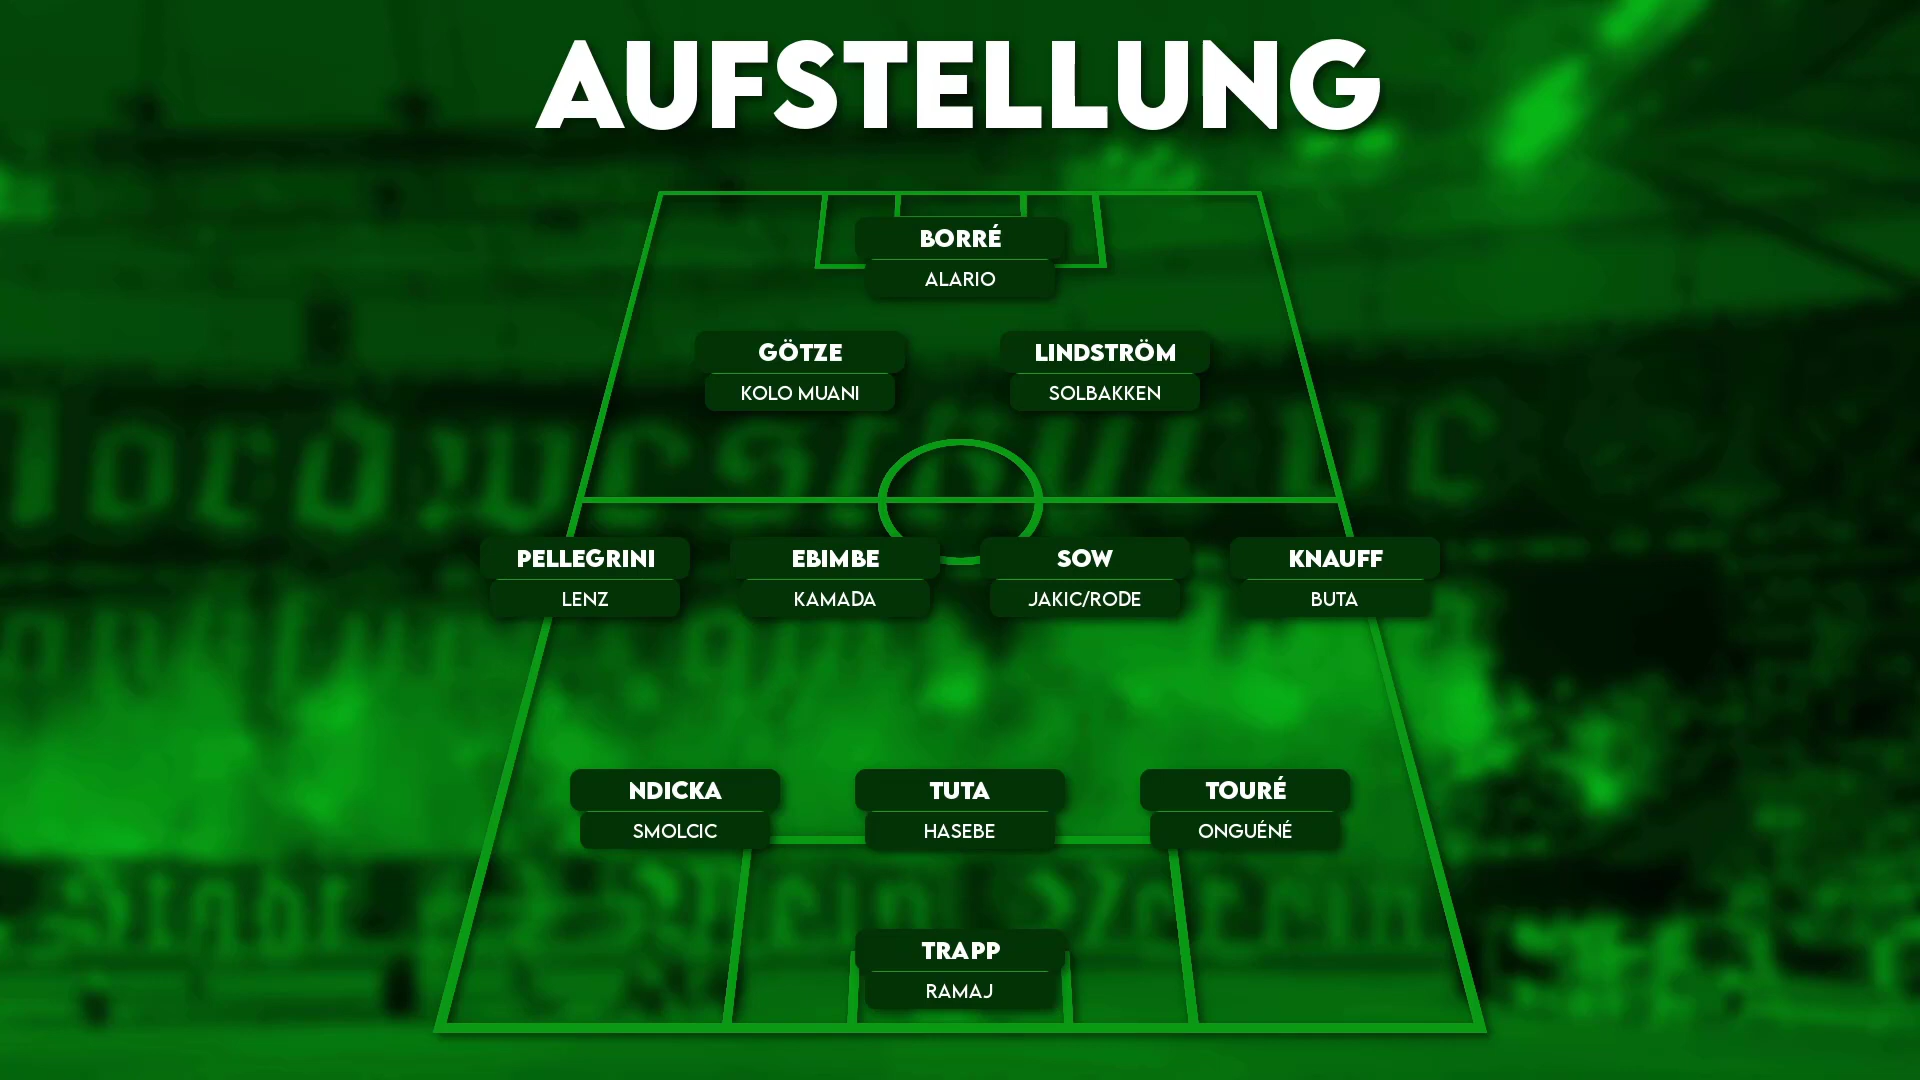 AUFSTELLUNG
BORRÉ
ALARIO
GÖTZE
KOLO MUANI
LINDSTRÖM
SOLBAKKEN
PELLEGRINI
LENZ
EBIMBE
KAMADA
SOW
JAKIC/RODE
KNAUFF
BUTA
NDICKA
SMOLCIC
TUTA
HASEBE
TOURÉ
ONGUÉNÉ
TRAPP
RAMAJ